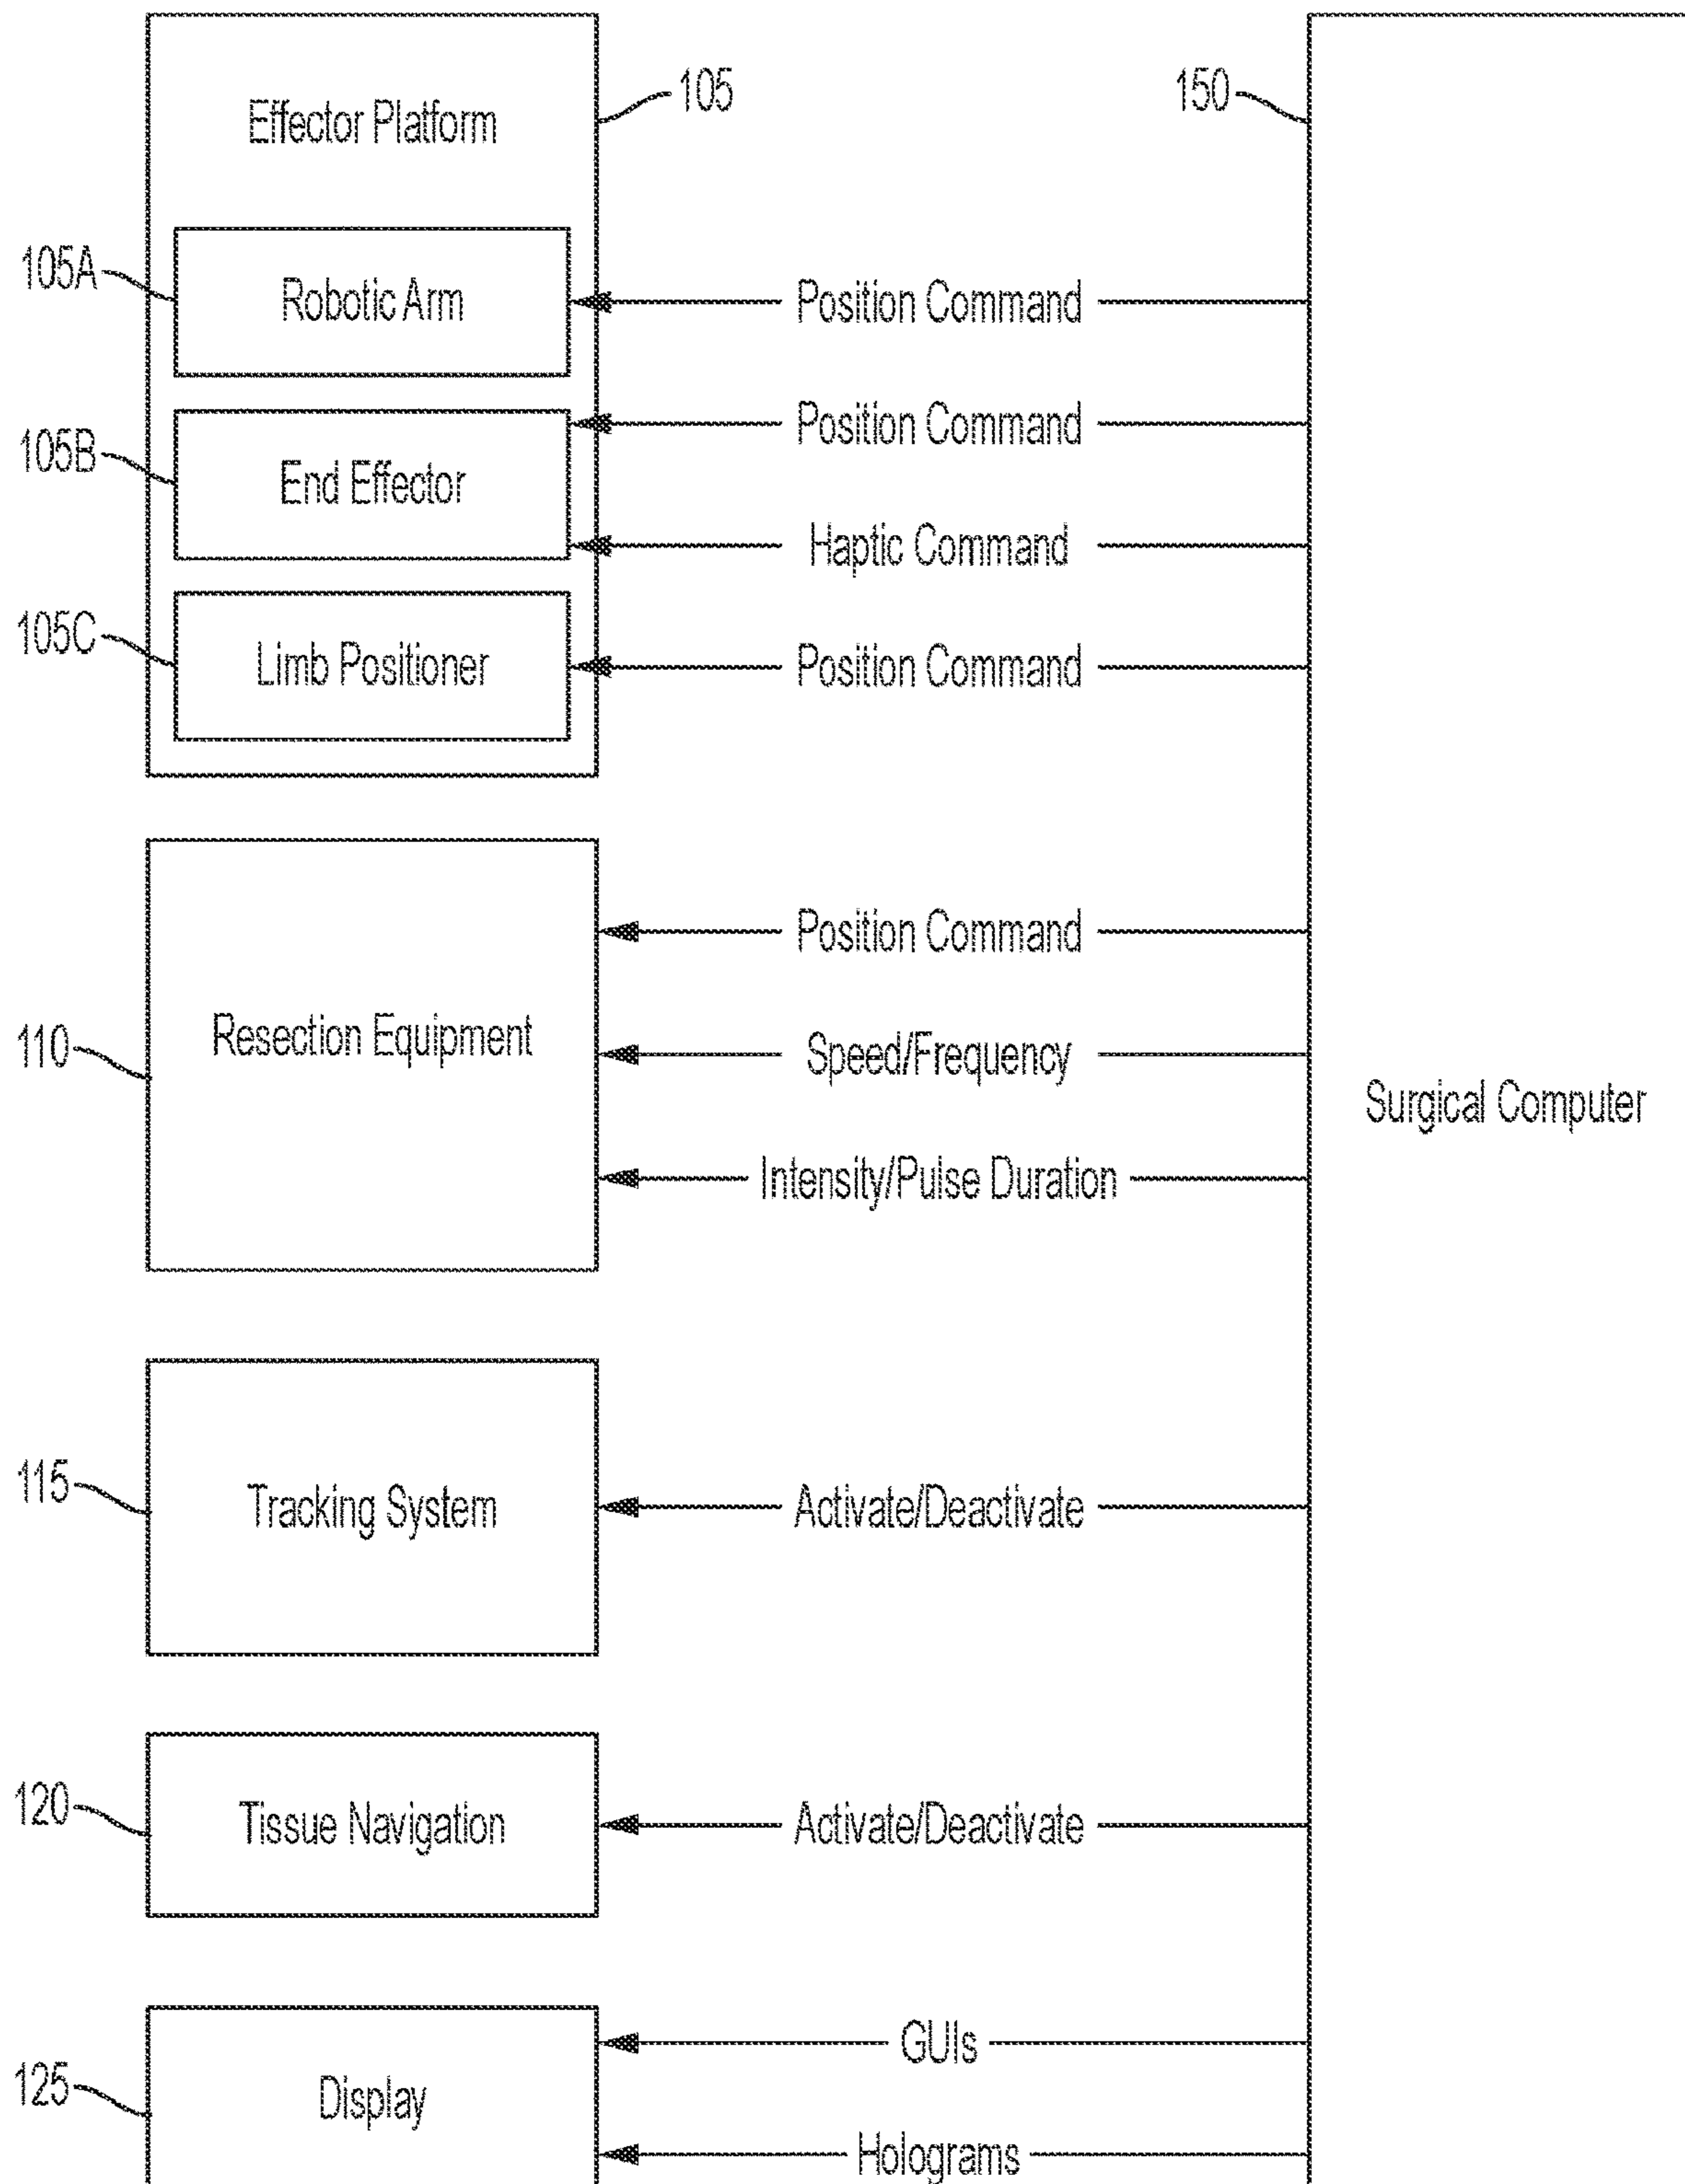 Effector Platform
105
150
105A
Robotic Arm
Position Command
Position Command
105B
End Effector
Haptic Command
105C
Limb Positioner
Position Command
Position Command
110
Resection Equipment
Speed/Frequency
Surgical Computer
Intensity/Pulse Duration
115
Tracking System
Activate/Deactivate
120
Tissue Navigation
Activate/Deactivate
GUIs
125
Display
Holograms